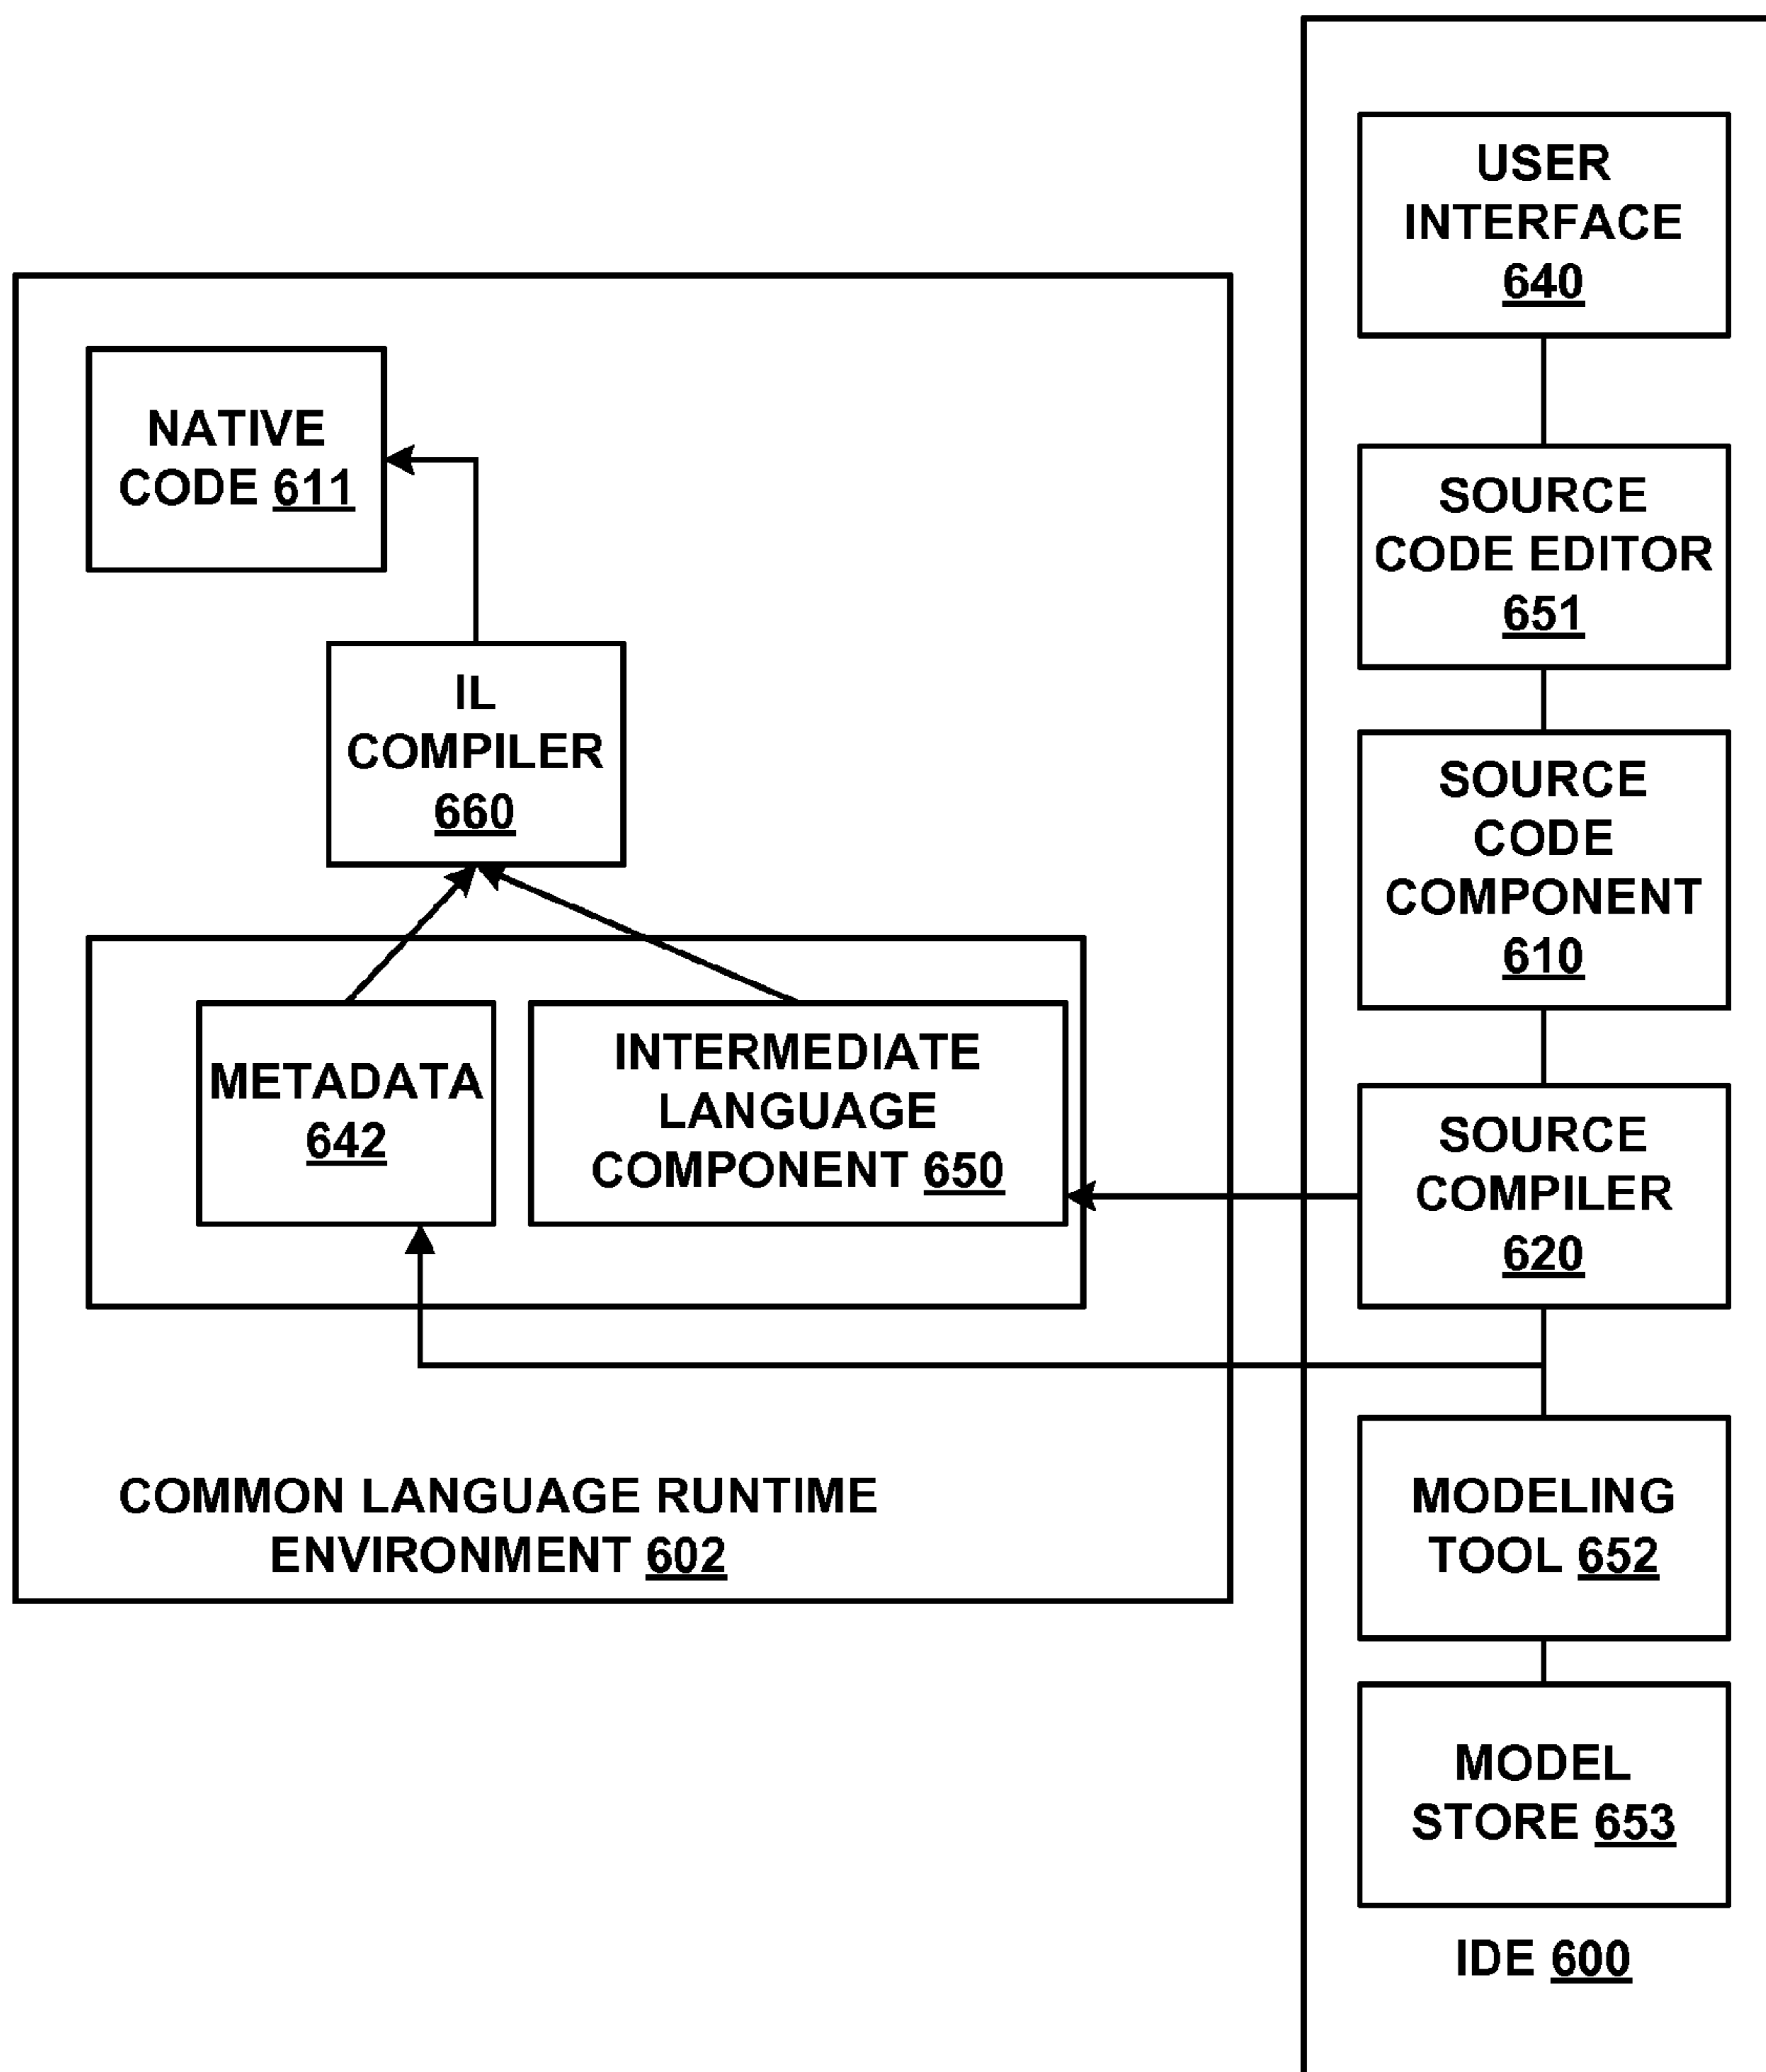 USER
INTERFACE
640
NATIVE
CODE 611
SOURCE
CODE EDITOR
651
IL
COMPILER
660
SOURCE
CODE
COMPONENT
610
METADATA
642
INTERMEDIATE
LANGUAGE
COMPONENT 650
SOURCE
COMPILER
620
COMMON LANGUAGE RUNTIME
ENVIRONMENT 602
MODELING
TOOL 652
MODEL
STORE 653
IDE 600